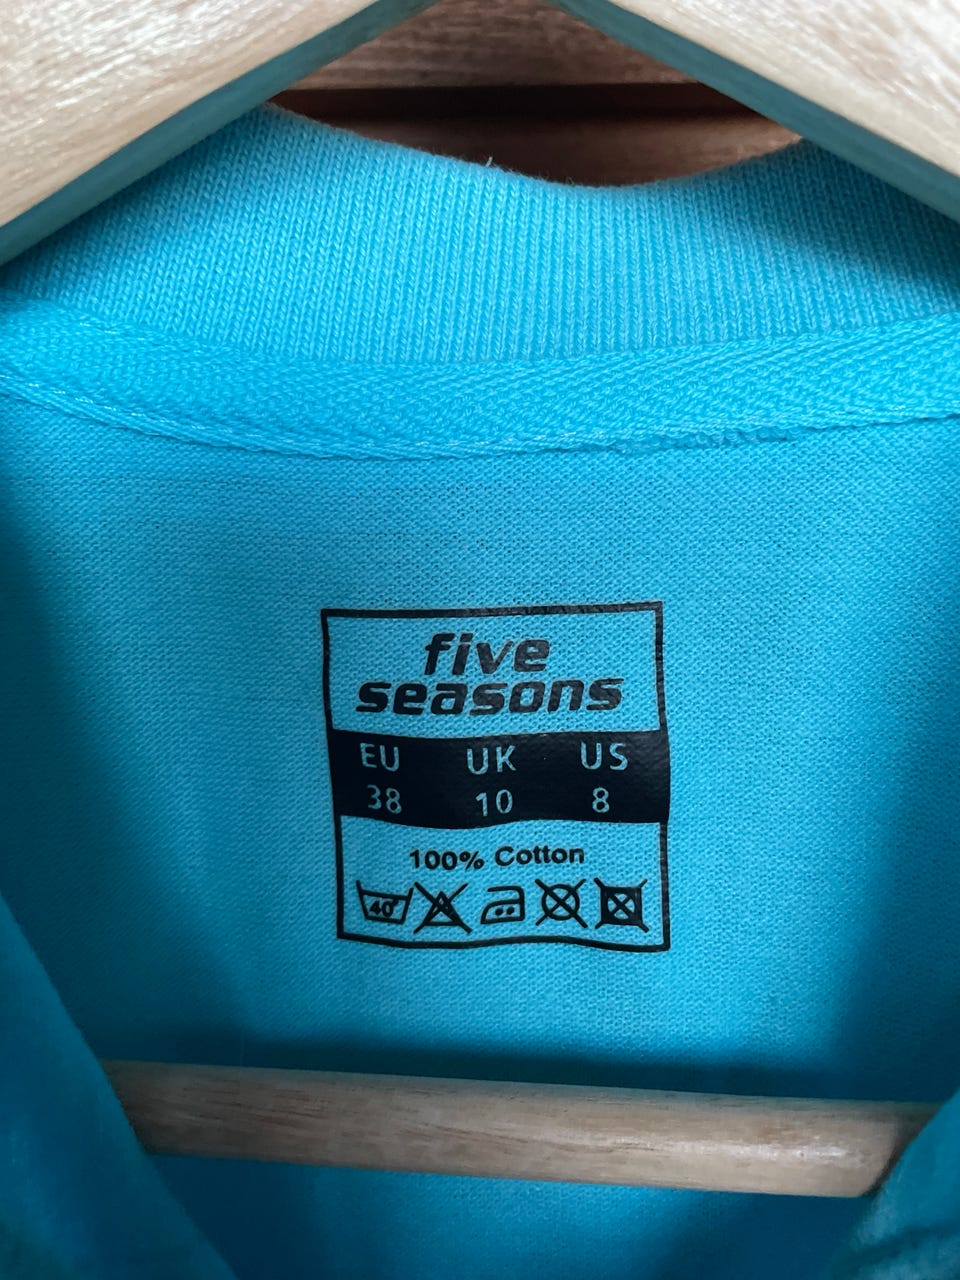 five
seasons
EU UK US
38 10 8
100% Cotton
40°